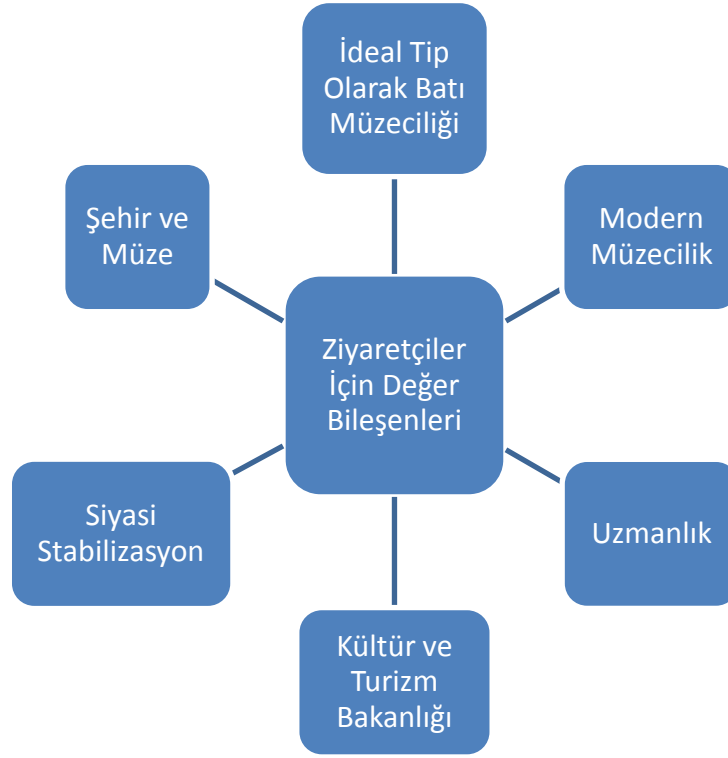 İdeal Tip
Olarak Batı
Müzeciliği
Şehir ve
Müze
Modern
Müzecilik
Ziyaretçiler
İçin Değer
Bileşenleri
Siyasi
Stabilizasyon
Uzmanlık
Kültür ve
Turizm
Bakanlığı